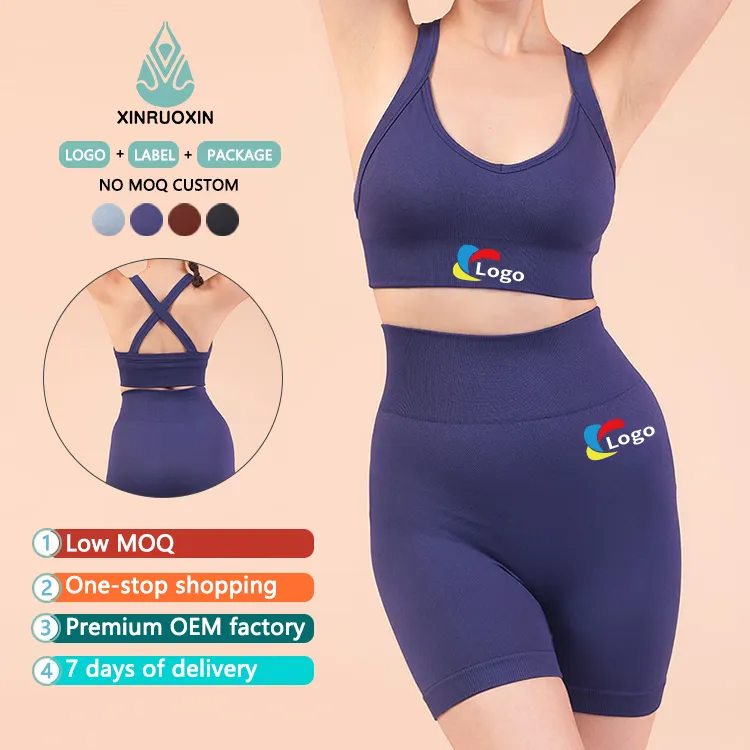 XINRUOXIN
LOGO + LABEL + PACKAGE
NO MOQ CUSTOM
Logo
Logo
1 Low MOQ
2 One-stop shopping
3 Premium OEM factory
4 7 days of delivery